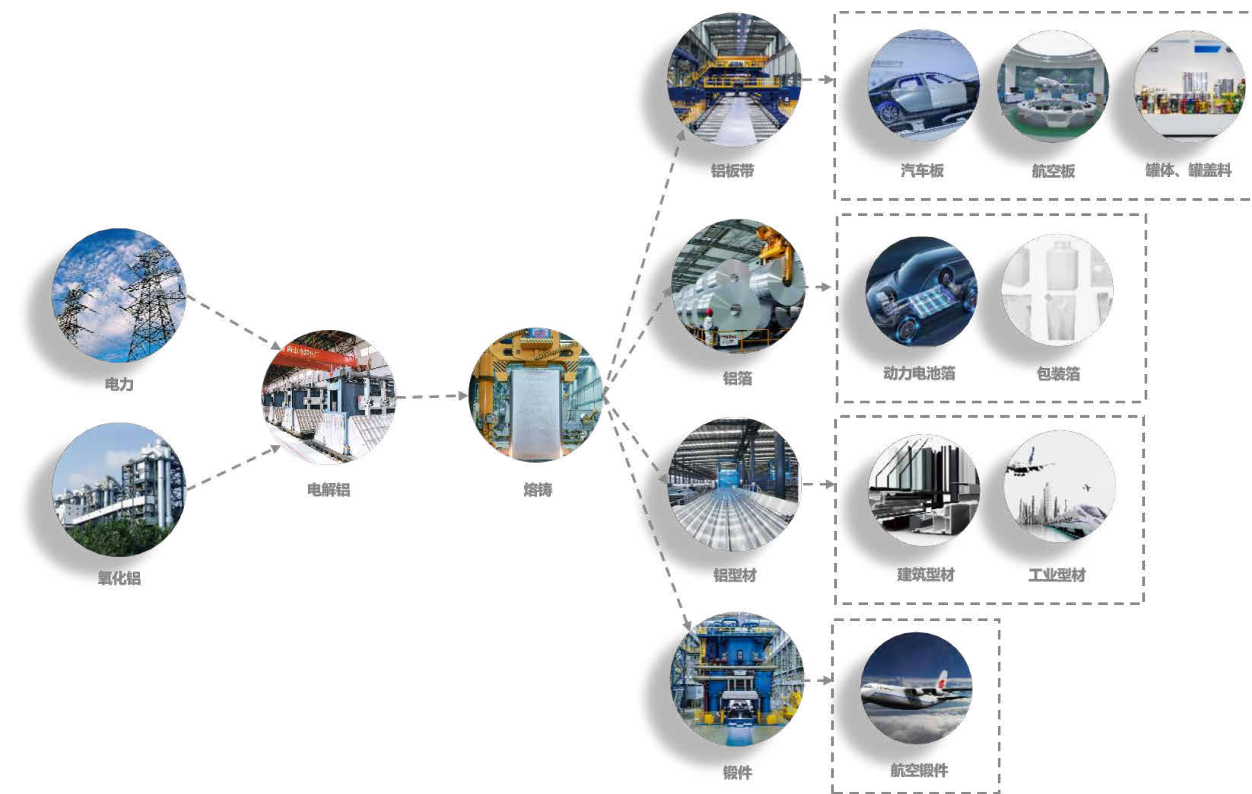 铝板带
汽车板
航空板
罐体、罐盖料
电力
铝箔
动力电池箔
包装箔
电解铝
熔铸
氧化铝
铝型材
建筑型材
工业型材
锻件
航空锻件